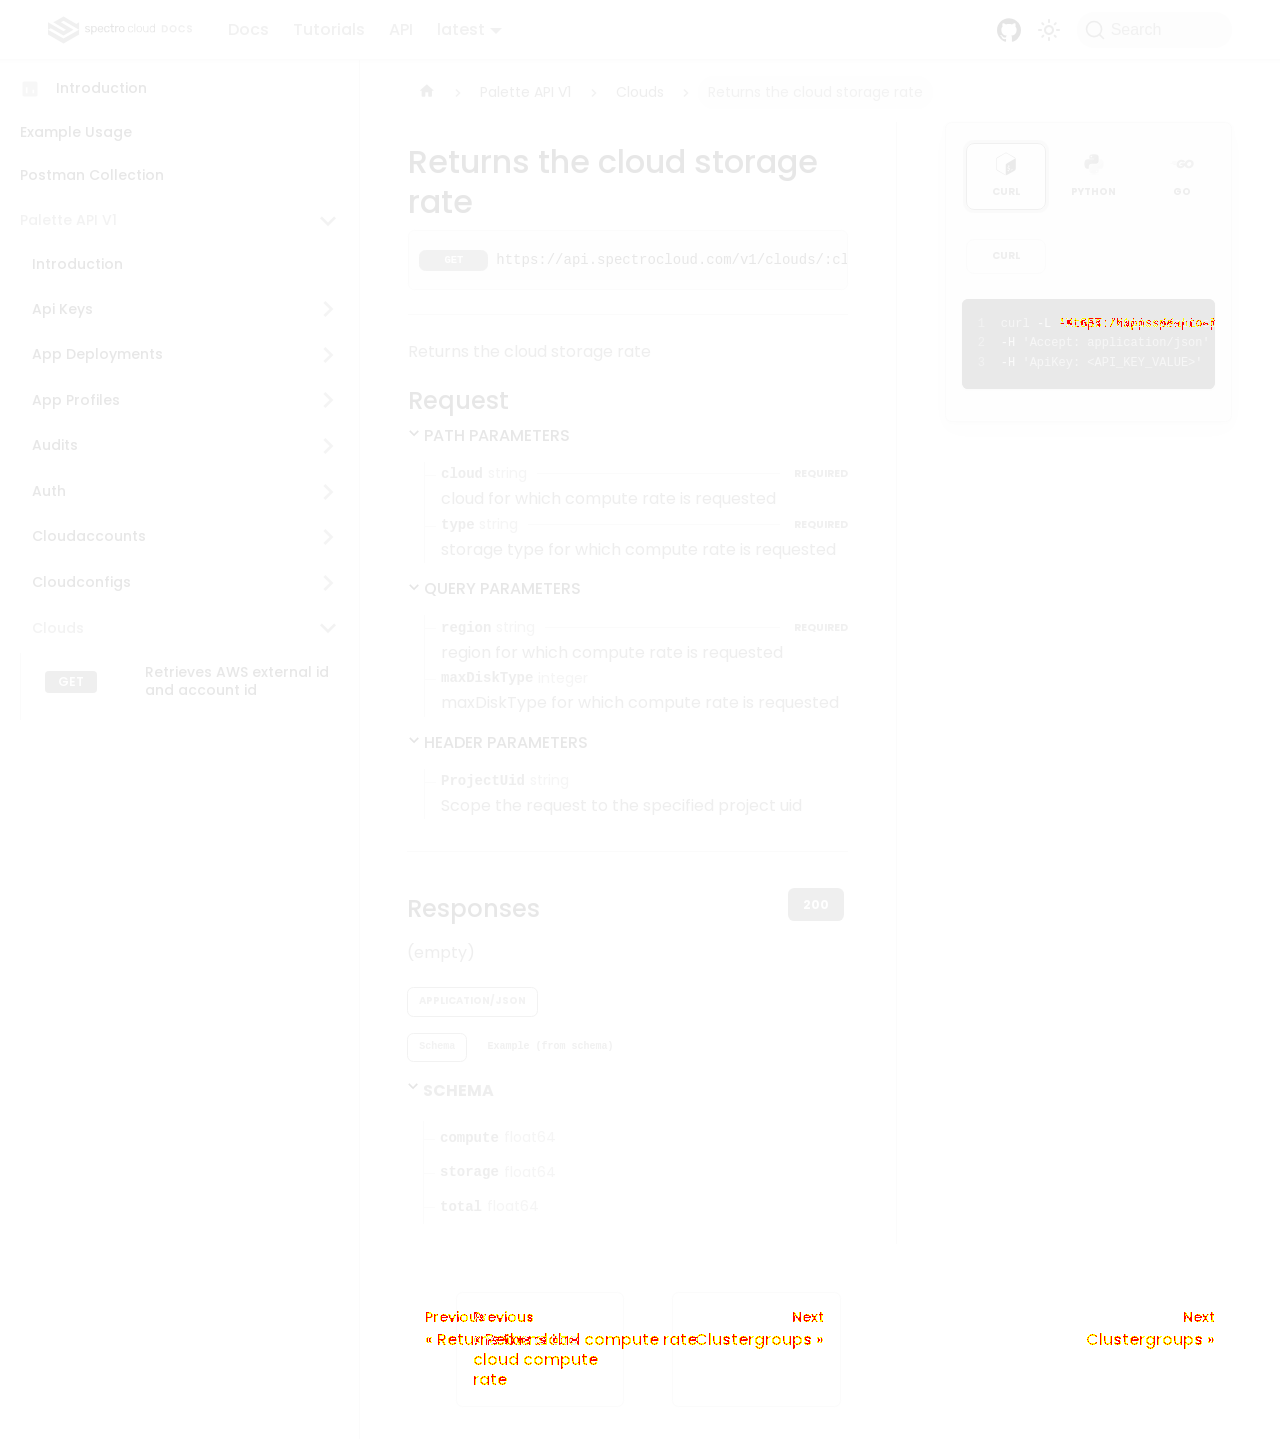 spectro cloud DOCS
Docs Tutorials API latest
Search
Introduction
Example Usage
Postman Collection
Palette API V1
Introduction
Api Keys
App Deployments
App Profiles
Audits
Auth
Cloudaccounts
Cloudconfigs
Clouds
GET Retrieves AWS external id
and account id
Palette API V1 Clouds Returns the cloud storage rate
Returns the cloud storage
rate
GET https://api.spectrocloud.com/v1/clouds/:cl
Returns the cloud storage rate
Request
PATH PARAMETERS
cloud string REQUIRED
cloud for which compute rate is requested
type string REQUIRED
storage type for which compute rate is requested
QUERY PARAMETERS
region string REQUIRED
region for which compute rate is requested
maxDiskType integer
maxDiskType for which compute rate is requested
HEADER PARAMETERS
ProjectUid string
Scope the request to the specified project uid
Responses
200
(empty)
APPLICATION/JSON
Schema Example (from schema)
SCHEMA
compute float64
storage float64
total float64
CURL PYTHON GO
CURL
1 curl -L
2 -H 'Accept: application/json'
3 -H 'ApiKey: <API_KEY_VALUE>'
Previous Previous Next Next
compute rate Clustergroups » Clustergroups »
cloud compute
rate